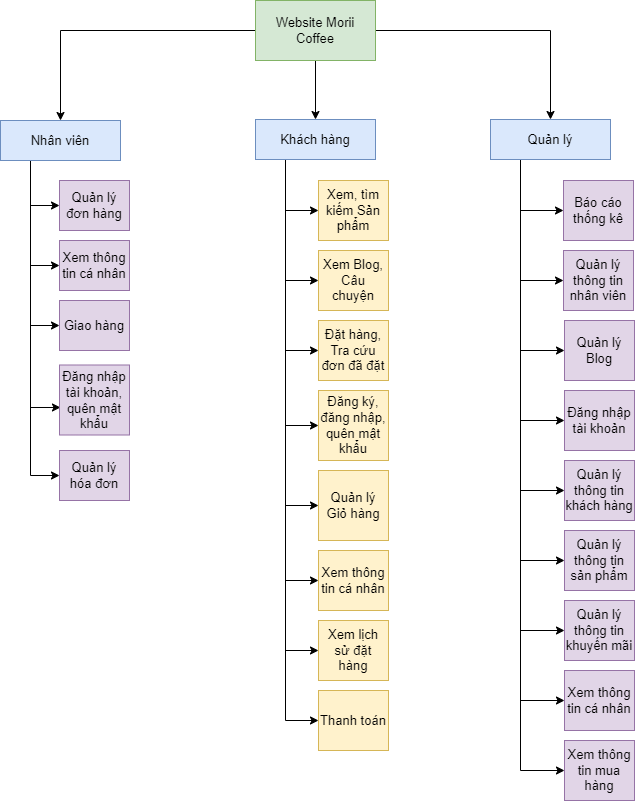 Website Morii
Coffee
Nhân viên
Khách hàng
Quản lý
Quản lý
đơn hàng
Xem thông
tin cá nhân
Giao hàng
Đăng nhập
tài khoản,
quên mật
khẩu
Quản lý
hóa đơn
Xem, tìm
kiếm Sản
phẩm
Xem Blog,
Câu
chuyện
Đặt hàng,
Tra cứu
đơn đã đặt
Đăng ký,
đăng nhập,
quên mật
khẩu
Quản lý
Giỏ hàng
Xem thông
tin cá nhân
Xem lịch
sử đặt
hàng
Thanh toán
Báo cáo
thống kê
Quản lý
thông tin
nhân viên
Quản lý
Blog
Đăng nhập
tài khoản
Quản lý
thông tin
khách hàng
Quản lý
thông tin
sản phẩm
Quản lý
thông tin
khuyến mãi
Xem thông
tin cá nhân
Xem thông
tin mua
hàng